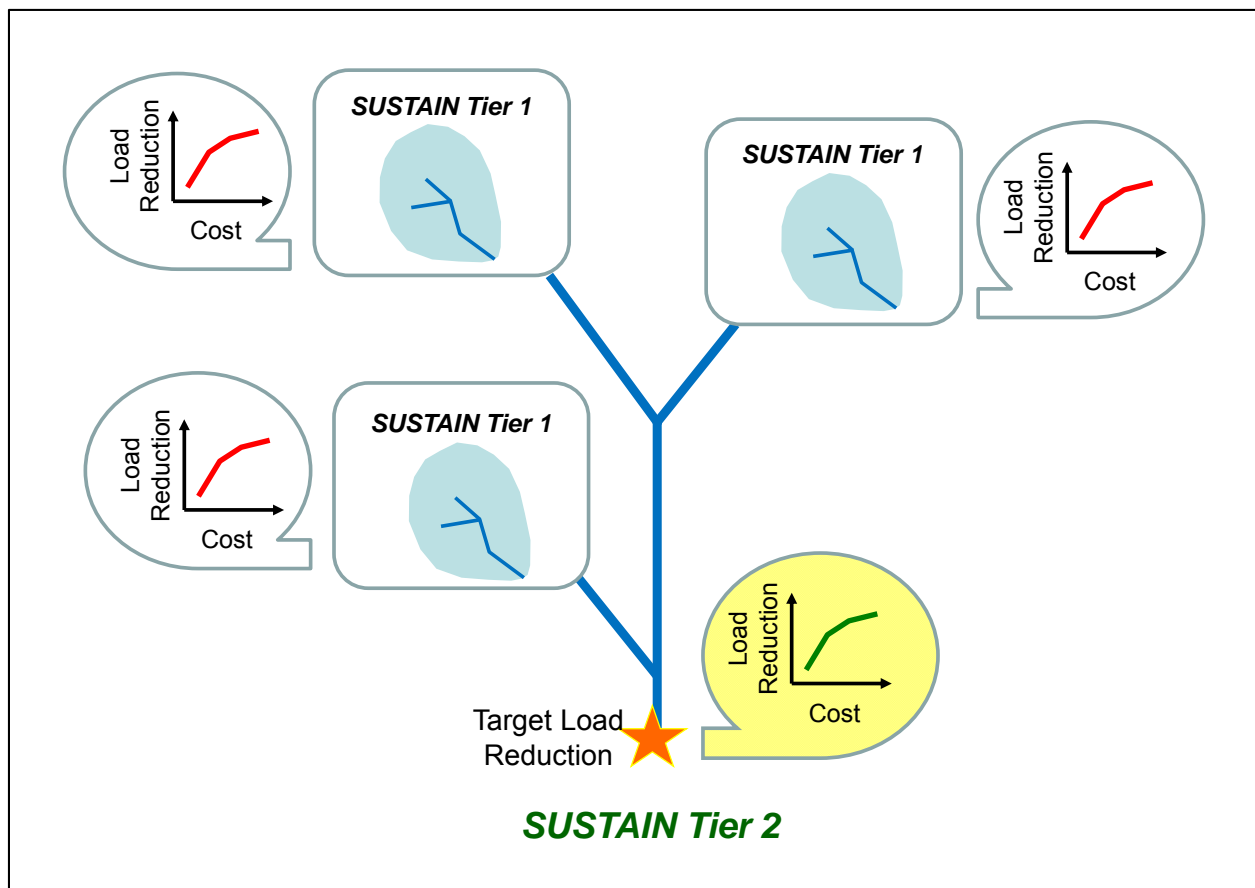 SUSTAIN Tier 1
Load
Reduction
Cost
SUSTAIN Tier 1
Load
Reduction
Cost
SUSTAIN Tier 1
Load
Reduction
Cost
Load
Reduction
Cost
Target Load
Reduction
SUSTAIN Tier 2